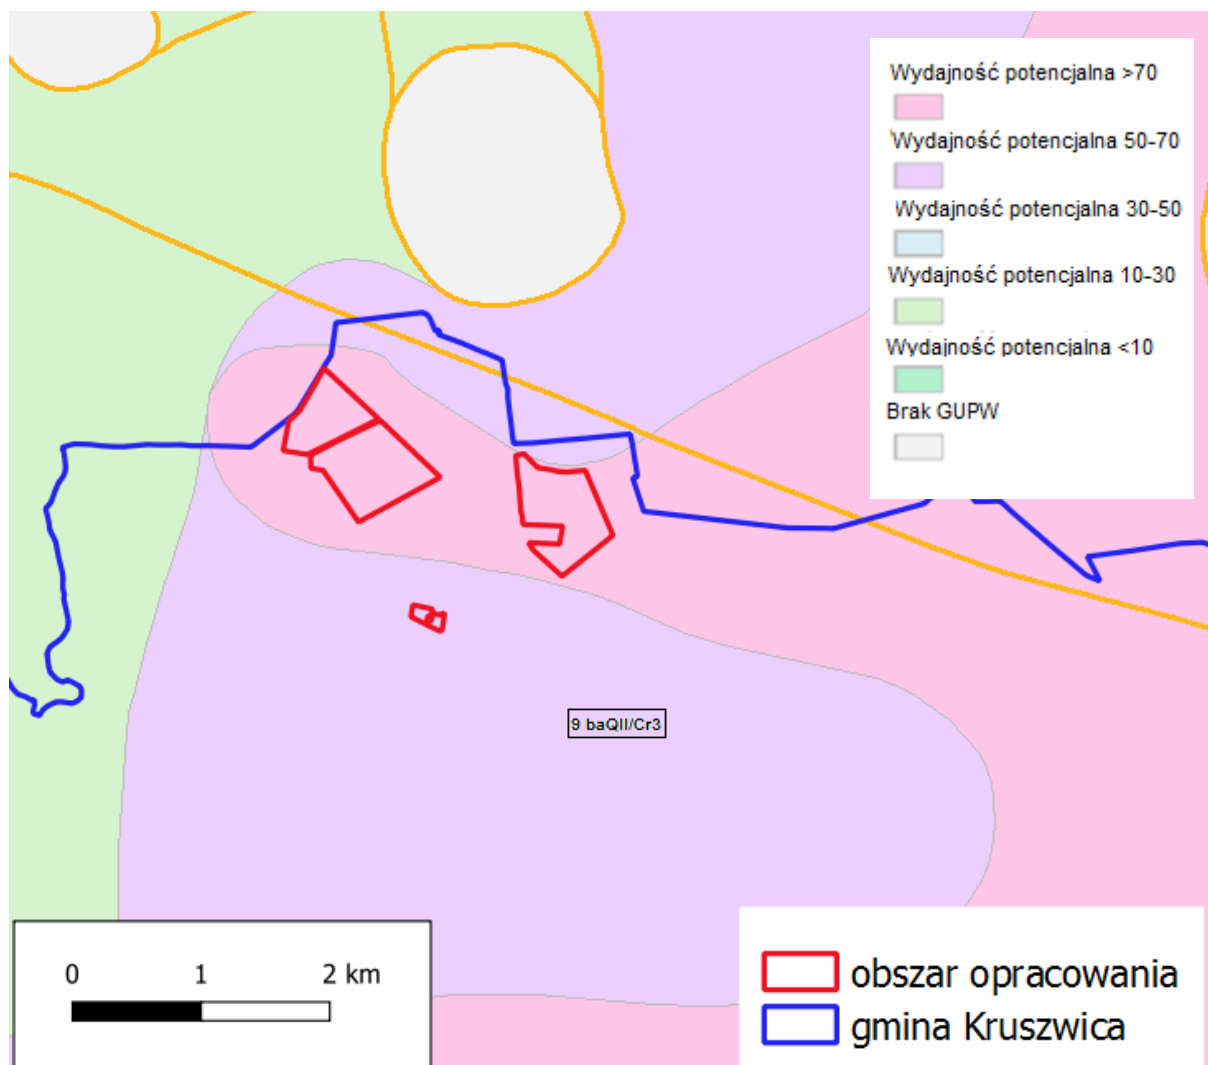 Wydajność potencjalna >70
Wydajność potencjalna 50-70
Wydajność potencjalna 30-50
Wydajność potencjalna 10-30
Wydajność potencjalna <10
Brak GUPW
9 baQII/Cr3
0 1 2 km
obszar opracowania
gmina Kruszwica